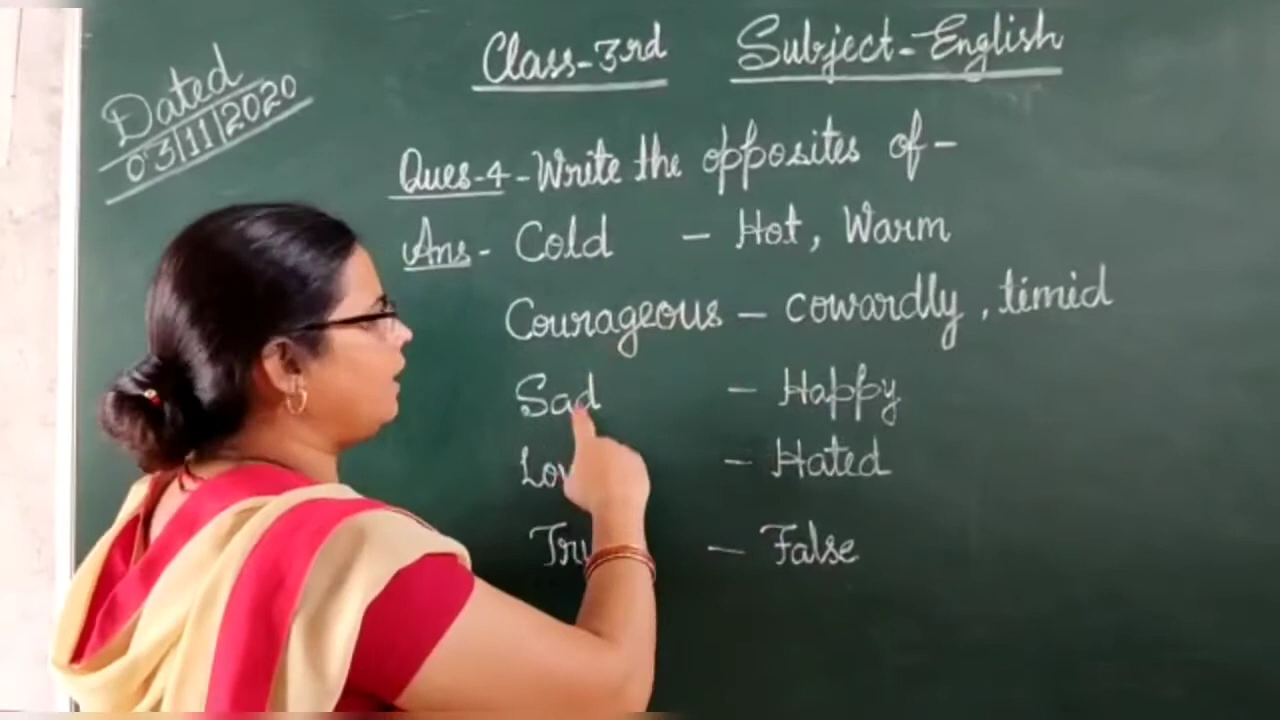 Dated
03/11/2020
Class-3rd Subject-English
Ques-4-Write the opposites of-
Ans- Cold - Hot, Warm
Courageous - cowardly, timid
Sad - Happy
- Hated
- False